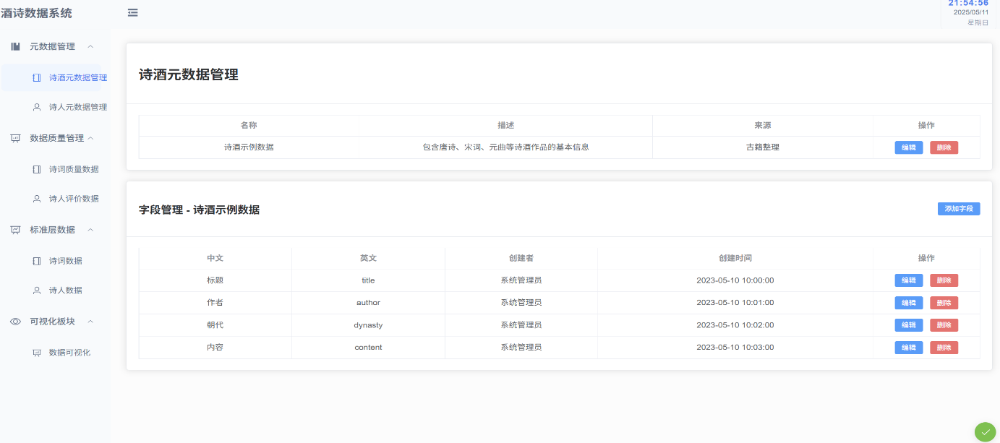 酒诗数据系统
21:54:56
2025/05/11
星期日
元数据管理
诗酒元数据管理
诗人元数据管理
数据质量管理
诗词质量数据
诗人评价数据
标准层数据
诗词数据
诗人数据
可视化板块
数据可视化
诗酒元数据管理
名称 描述 来源 操作
诗酒示例数据 包含唐诗、宋词、元曲等诗酒作品的基本信息 古籍整理 编辑 删除
字段管理 - 诗酒示例数据 添加字段
中文 英文 创建者 创建时间 操作
标题 title 系统管理员 2023-05-10 10:00:00 编辑 删除
作者 author 系统管理员 2023-05-10 10:01:00 编辑 删除
朝代 dynasty 系统管理员 2023-05-10 10:02:00 编辑 删除
内容 content 系统管理员 2023-05-10 10:03:00 编辑 删除